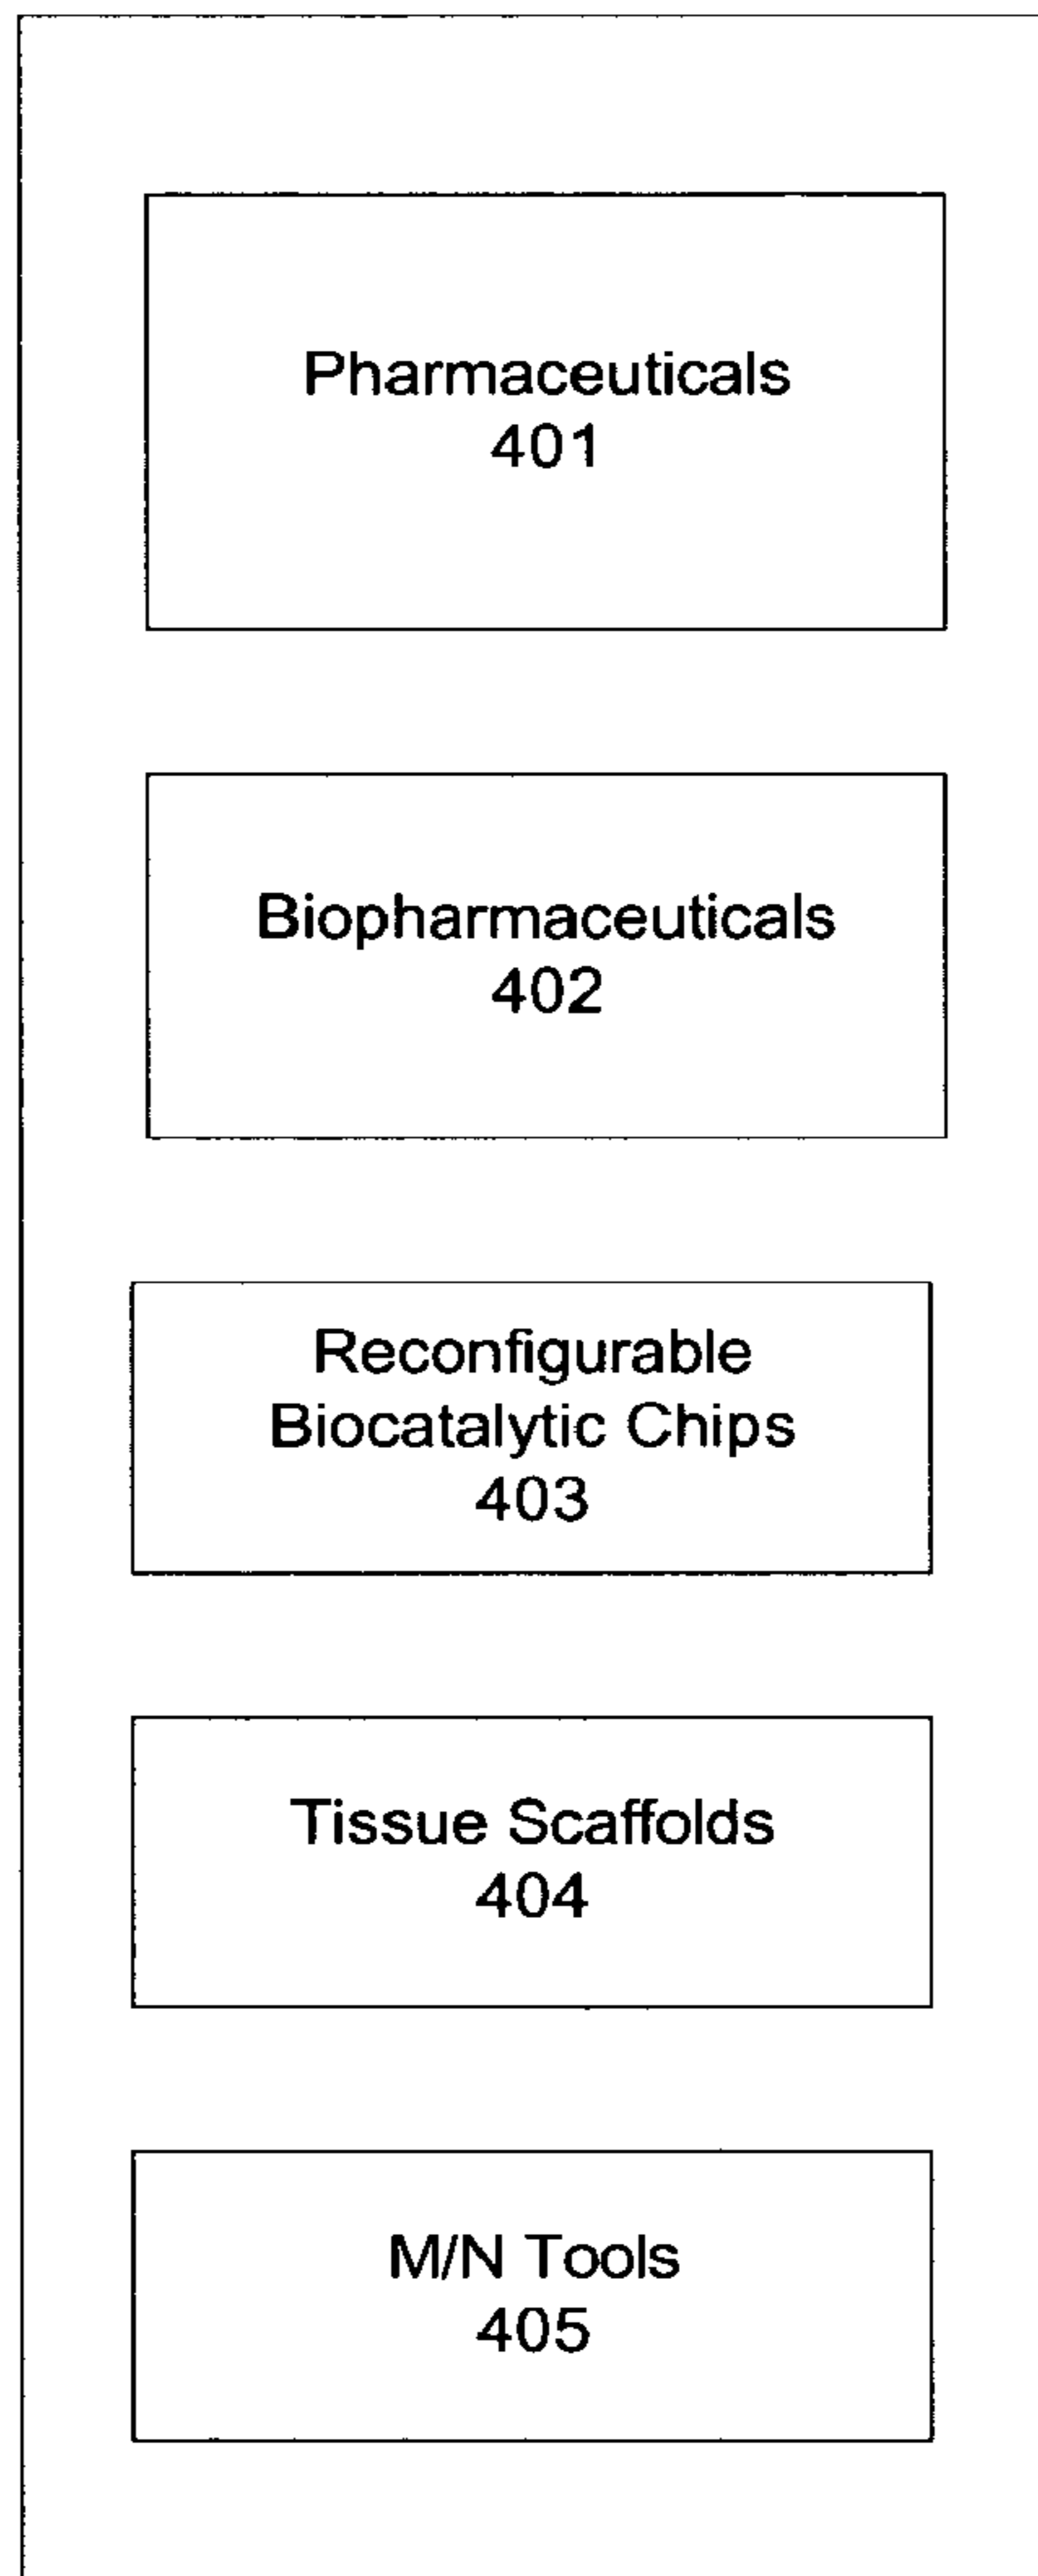 Pharmaceuticals
401
Biopharmaceuticals
402
Reconfigurable
Biocatalytic Chips
403
Tissue Scaffolds
404
M/N Tools
405